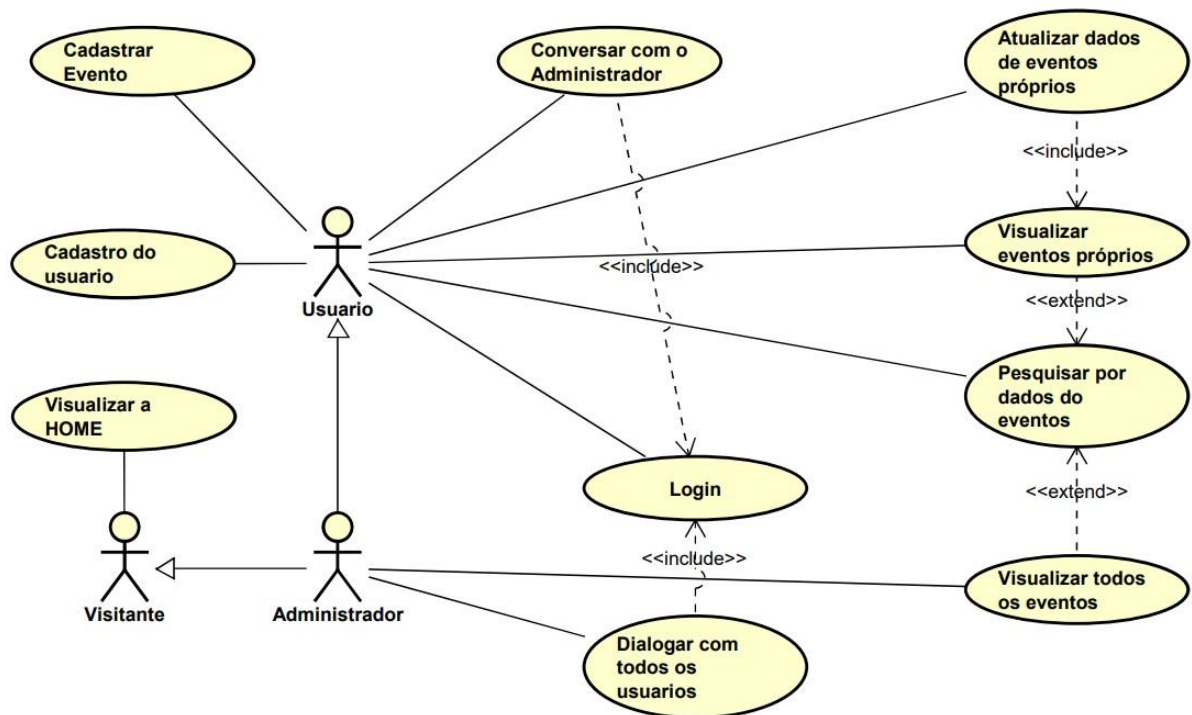 Cadastrar
Evento
Conversar com o
Administrador
Atualizar dados
de eventos
próprios
<<include>>
Cadastro do
usuario
Usuario
<<include>>
Visualizar
eventos próprios
<<extend>>
Visualizar a
HOME
Pesquisar por
dados do
eventos
Login
<<extend>>
<<include>>
Visitante
Administrador
Visualizar todos
os eventos
Dialogar com
todos os
usuarios